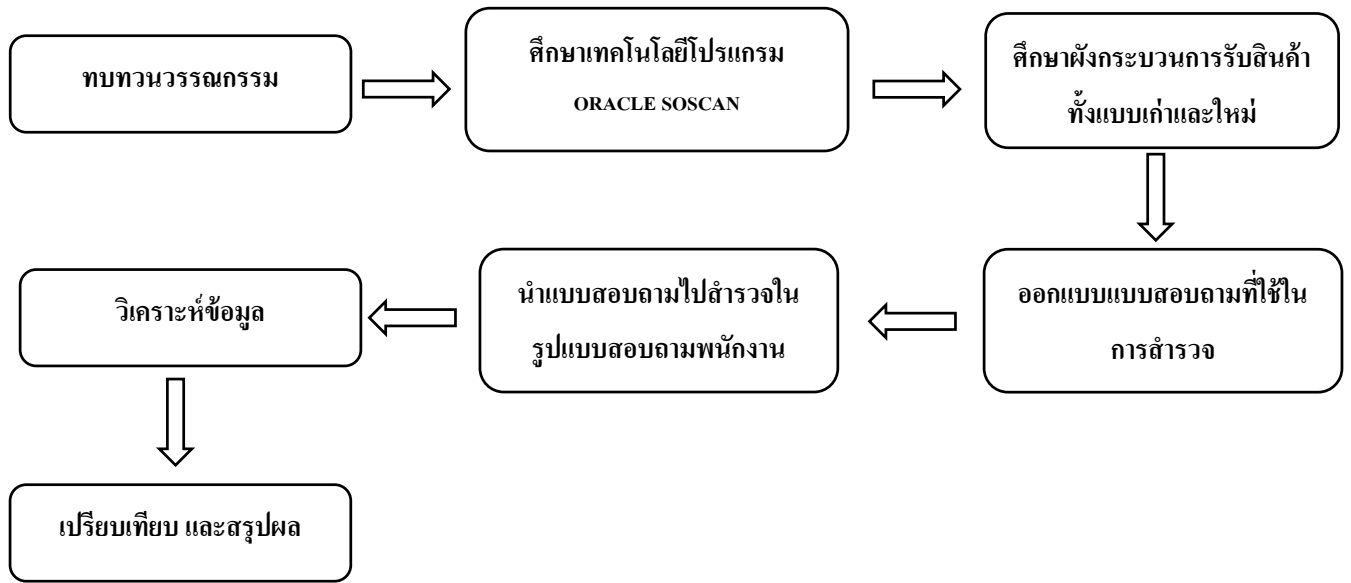 ทบทวนวรรณกรรม
ศึกษาเทคโนโลยีโปรแกรม
ORACLE SOSCAN
ศึกษาผังกระบวนการรับสินค้า
ทั้งแบบเก่าและใหม่
ออกแบบแบบสอบถามที่ใช้ใน
การสำรวจ
นำแบบสอบถามไปสำรวจใน
รูปแบบสอบถามพนักงาน
วิเคราะห์ข้อมูล
เปรียบเทียบ และสรุปผล